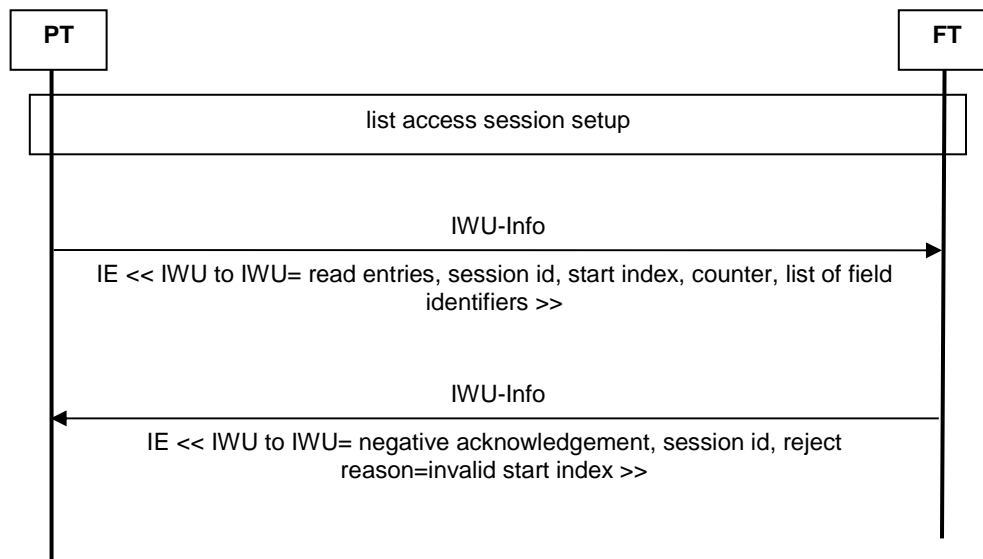 PT
FT
list access session setup
IWU-Info
IE << IWU to IWU= read entries, session id, start index, counter, list of field
identifiers >>
IWU-Info
IE << IWU to IWU= negative acknowledgement, session id, reject
reason=invalid start index >>